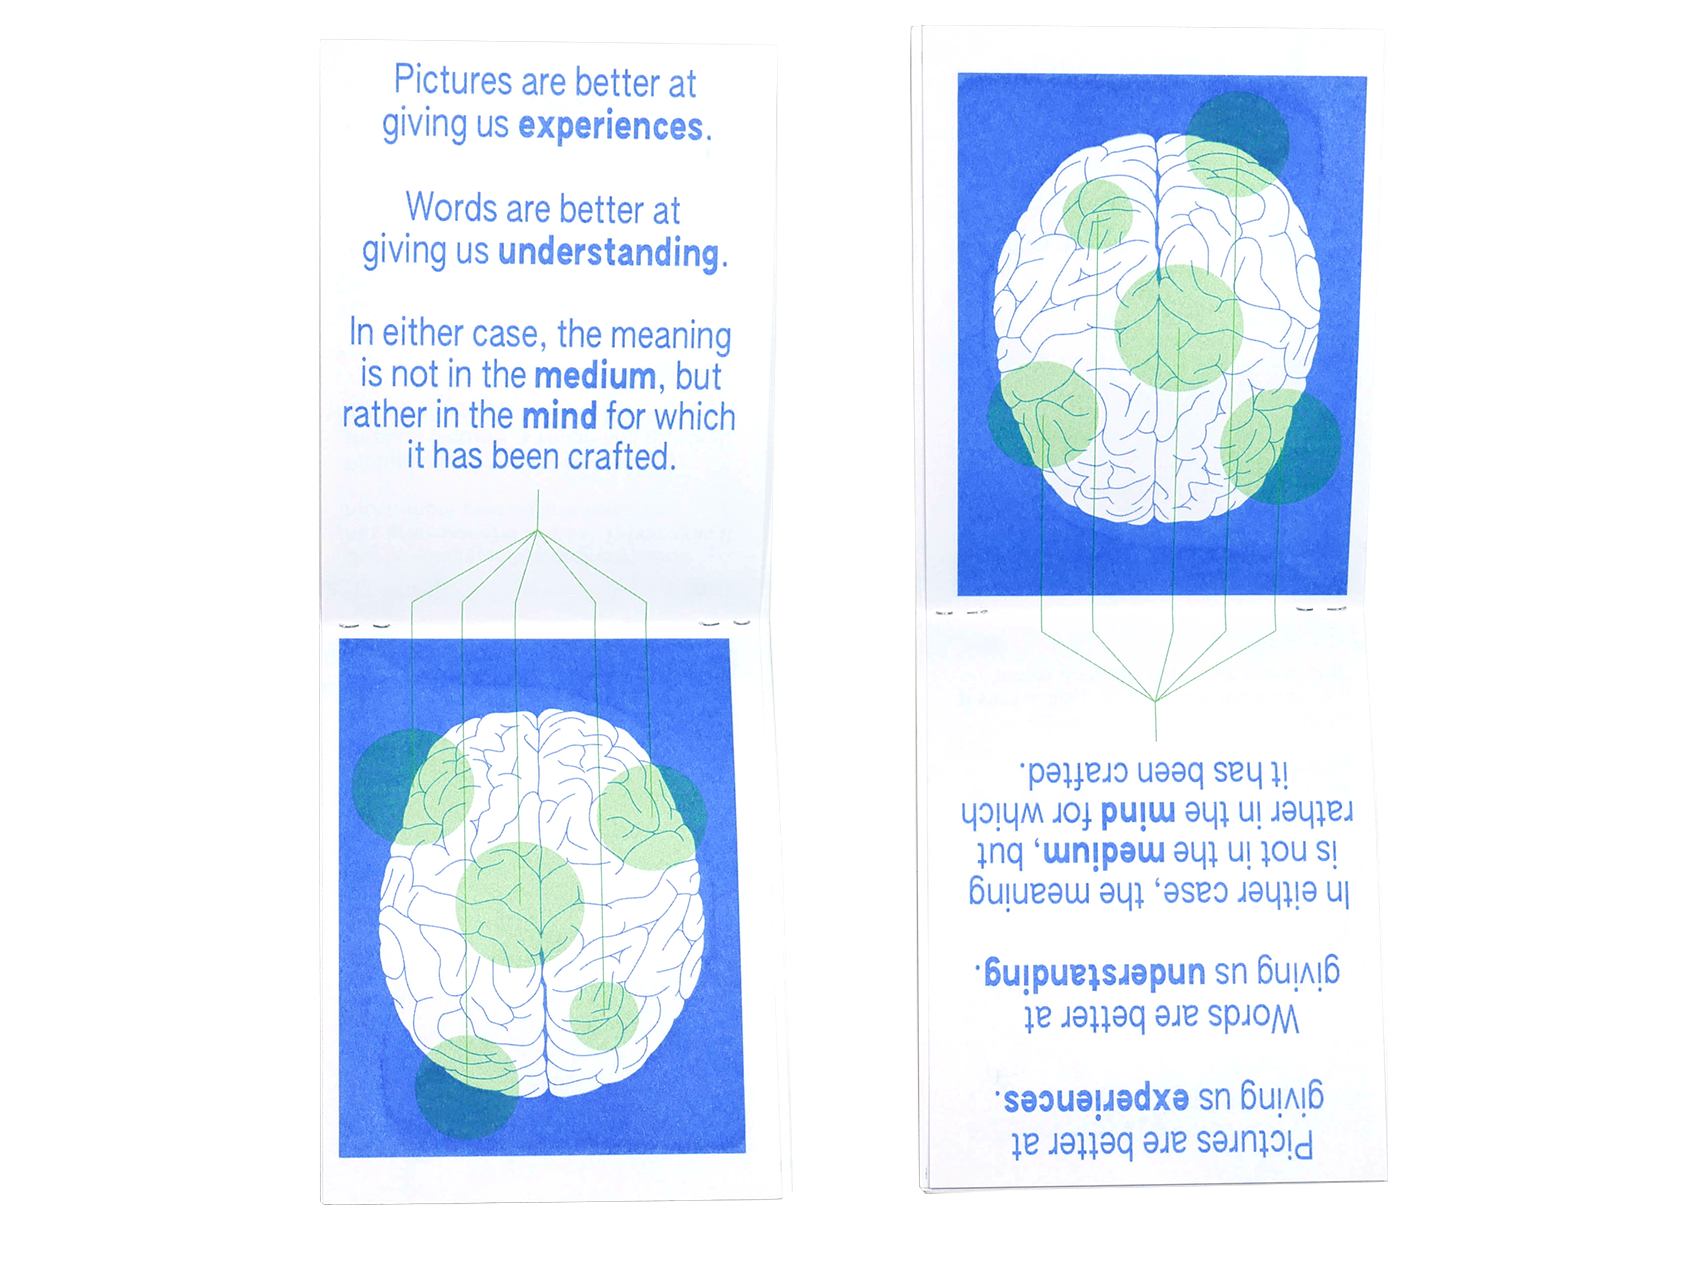 Pictures are better at
giving us experiences.
Words are better at
giving us understanding.
In either case, the meaning
is not in the medium, but
rather in the mind for which
it has been crafted.
Pictures are better at
giving us experiences.
Words are better at
giving us understanding.
In either case, the meaning
is not in the medium, but
rather in the mind for which
it has been crafted.